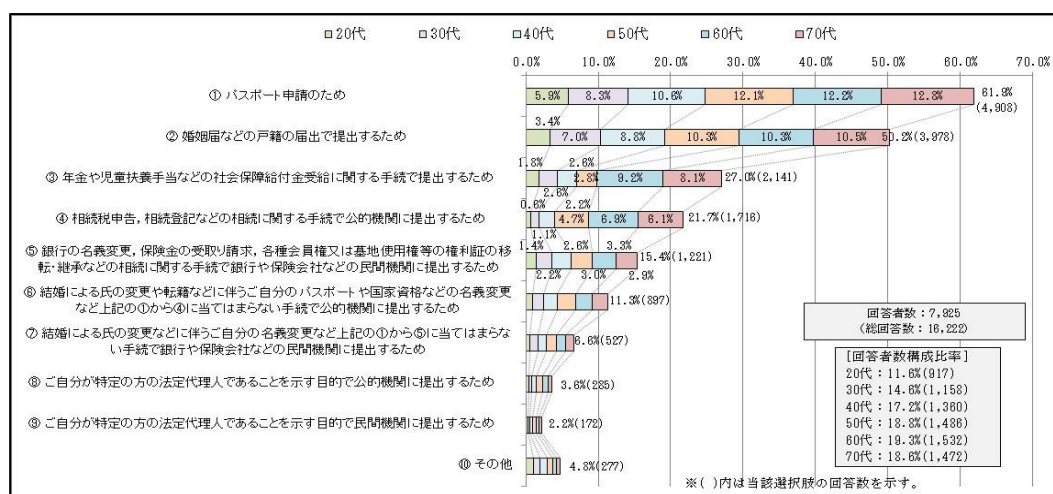 20代 30代 40代 50代 60代 70代
0.0% 10.0% 20.0% 30.0% 40.0% 50.0% 60.0% 70.0%
① パスポート申請のため
5.9% 8.3% 10.6% 12.1% 12.2% 12.8% 61.9%
(4,908)
3.4%
② 婚姻届などの戸籍の届出で提出するため
7.0% 8.8% 10.3% 10.3% 10.5% 50.2%(3,978)
1.8% 2.6%
③ 年金や児童扶養手当などの社会保障給付金受給に関する手続で提出するため
2.8% 9.2% 8.1% 27.0%(2,141)
2.6%
0.6% 2.2%
④ 相続税申告,相続登記などの相続に関する手続で公的機関に提出するため
4.7% 6.9% 6.1% 21.7%(1,716)
1.1%
1.4% 2.6% 3.3%
⑤ 銀行の名義変更,保険金の受取り請求,各種会員権又は墓地使用権等の権利証の移
転・継承などの相続に関する手続で銀行や保険会社などの民間機関に提出するため
15.4%(1,221)
2.2% 3.0% 2.9%
⑥ 結婚による氏の変更や転籍などに伴うご自分のパスポートや国家資格などの名義変更
など上記の①から④に当てはまらない手続で公的機関に提出するため
11.3%(897)
⑦ 結婚による氏の変更などに伴うご自分の名義変更など上記の①から⑤に当てはまら
ない手続で銀行や保険会社などの民間機関に提出するため
6.6%(527)
⑧ ご自分が特定の方の法定代理人であることを示す目的で公的機関に提出するため
3.6%(285)
⑨ ご自分が特定の方の法定代理人であることを示す目的で民間機関に提出するため
2.2%(172)
⑩ その他
4.8%(277)
回答者数:7,925
(総回答数:16,222)
[回答者数構成比率]
20代:11.6%(917)
30代:14.6%(1,158)
40代:17.2%(1,360)
50代:18.8%(1,486)
60代:19.3%(1,532)
70代:18.6%(1,472)
※( )内は当該選択肢の回答数を示す。